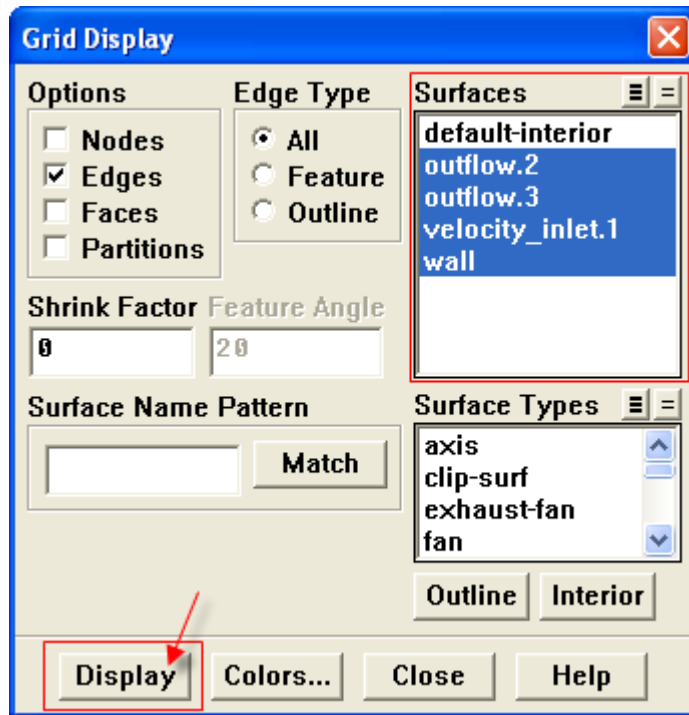 Grid Display
Options
Nodes
Edges
Faces
Partitions
Edge Type
All
Feature
Outline
Surfaces
default-interior
outflow.2
outflow.3
velocity_inlet.1
wall
Shrink Factor
0
Feature Angle
20
Surface Name Pattern
Match
Surface Types
axis
clip-surf
exhaust-fan
fan
Outline
Interior
Display
Colors...
Close
Help